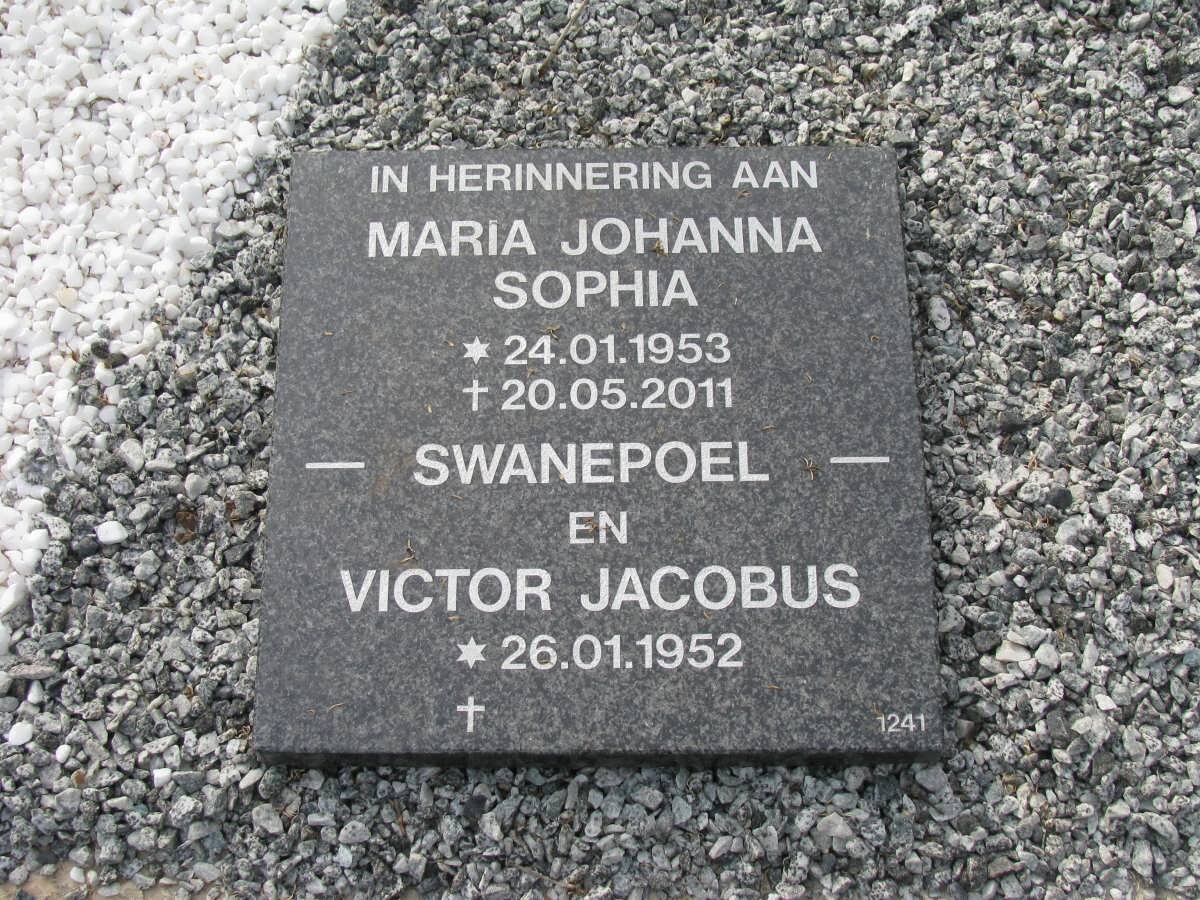 IN HERINNERING AAN
MARIA JOHANNA
SOPHIA
✶ 24.01.1953
✝ 20.05.2011
— SWANEPOEL —
EN
VICTOR JACOBUS
✶ 26.01.1952
✝
1241